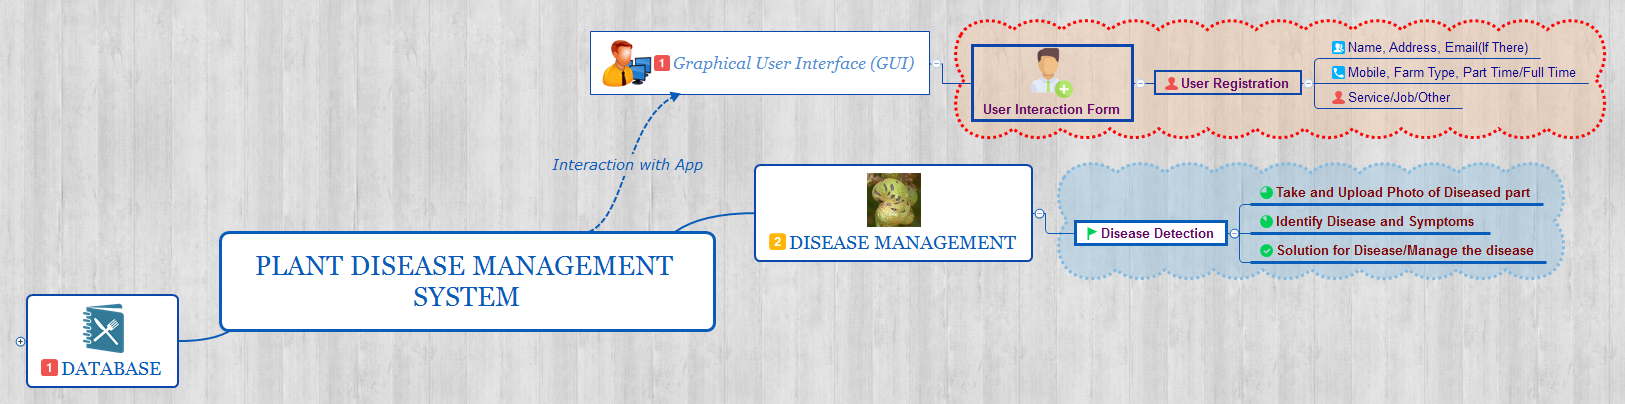 1 Graphical User Interface (GUI)
User Interaction Form
User Registration
Name, Address, Email(If There)
Mobile, Farm Type, Part Time/Full Time
Service/Job/Other
Interaction with App
2 DISEASE MANAGEMENT
Disease Detection
Take and Upload Photo of Diseased part
Identify Disease and Symptoms
Solution for Disease/Manage the disease
PLANT DISEASE MANAGEMENT
SYSTEM
1 DATABASE